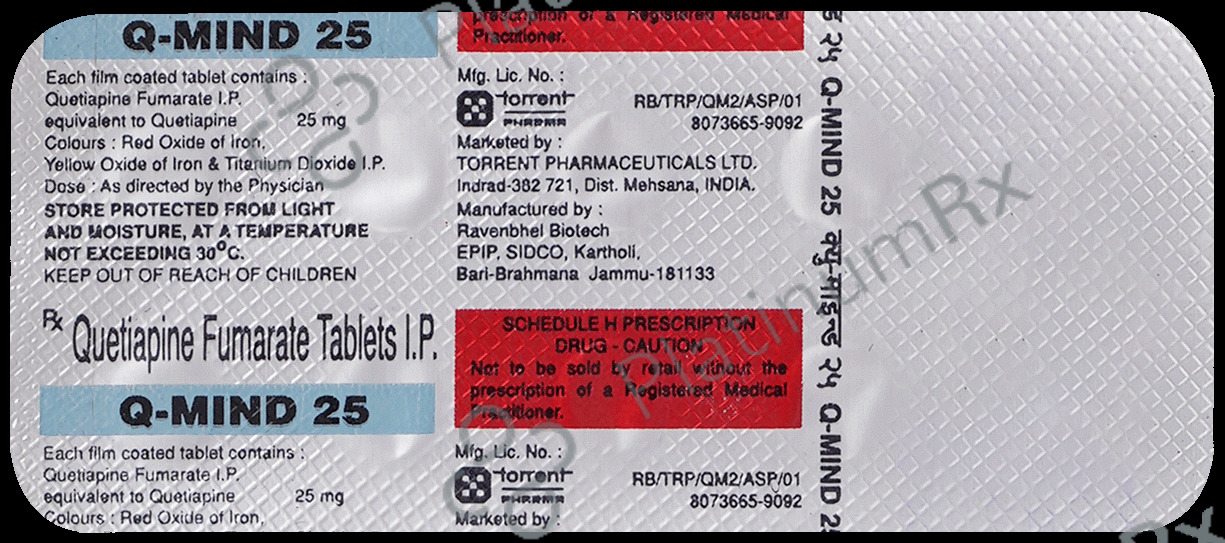 Q-MIND 25
Each film coated tablet contains :
Quetiapine Fumarate I.P.
equivalent to Quetiapine 25 mg
Colours : Red Oxide of Iron,
Yellow Oxide of Iron & Titanium Dioxide I.P.
Dose : As directed by the Physician
STORE PROTECTED FROM LIGHT
AND MOISTURE, AT A TEMPERATURE
NOT EXCEEDING 30°C.
KEEP OUT OF REACH OF CHILDREN
Rx Quetiapine Fumarate Tablets I.P.
Q-MIND 25
Each film coated tablet contains :
Quetiapine Fumarate I.P.
equivalent to Quetiapine 25 mg
Colours : Red Oxide of Iron,
prescription of a Registered Medical
Practitioner.
Mfg. Lic. No. :
torrent RB/TRP/QM2/ASP/01
PHARMA 8073665-9092
Marketed by :
TORRENT PHARMACEUTICALS LTD.
Indrad-382 721, Dist. Mehsana, INDIA.
Manufactured by :
Ravenbhel Biotech
EPIP, SIDCO, Kartholi,
Bari-Brahmana Jammu-181133
SCHEDULE H PRESCRIPTION
DRUG - CAUTION
Not to be sold by retail without the
prescription of a Registered Medical
Practitioner.
Mfg. Lic. No. :
torrent RB/TRP/QM2/ASP/01
PHARMA 8073665-9092
Marketed by :
२५ Q-MIND 25 क्यु-माइन्ड २५ Q-MIND 25
PlatinumRx
Platin
Rx